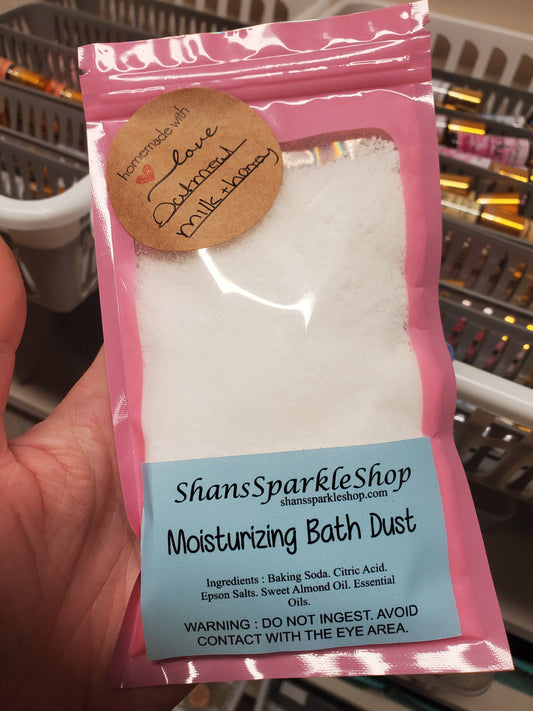 homemade with
love
Oatmeal
milk + honey
ShansSparkleShop
shanssparkleshop.com
Moisturizing Bath Dust
Ingredients : Baking Soda. Citric Acid.
Epson Salts. Sweet Almond Oil. Essential
Oils.
WARNING : DO NOT INGEST. AVOID
CONTACT WITH THE EYE AREA.